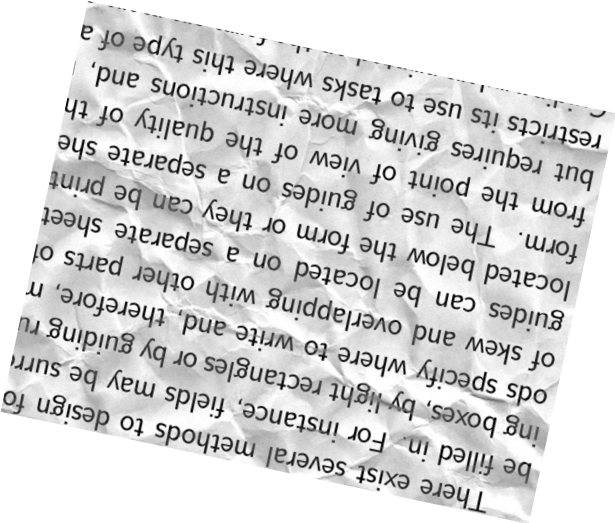 There exist several methods to design fo
be filled in. For instance, fields may be surr
ing boxes, by light rectangles or by guiding ru
ods specify where to write and, therefore, m
of skew and overlapping with other parts of
guides can be located on a separate sheet
located below the form or they can be print
form. The use of guides on a separate she
from the point of view of the quality of th
but requires giving more instructions and,
restricts its use to tasks where this type of a